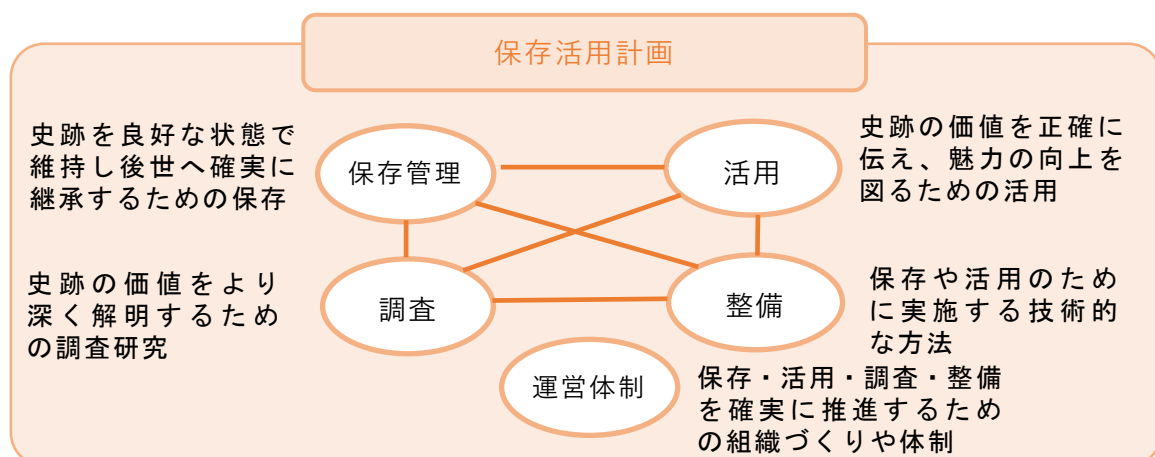 保存活用計画
史跡を良好な状態で
維持し後世へ確実に
継承するための保存
保存管理
活用
史跡の価値を正確に
伝え、魅力の向上を
図るための活用
史跡の価値をより
深く解明するため
の調査研究
調査
整備
保存や活用のため
に実施する技術的
な方法
運営体制
保存・活用・調査・整備
を確実に推進するため
の組織づくりや体制